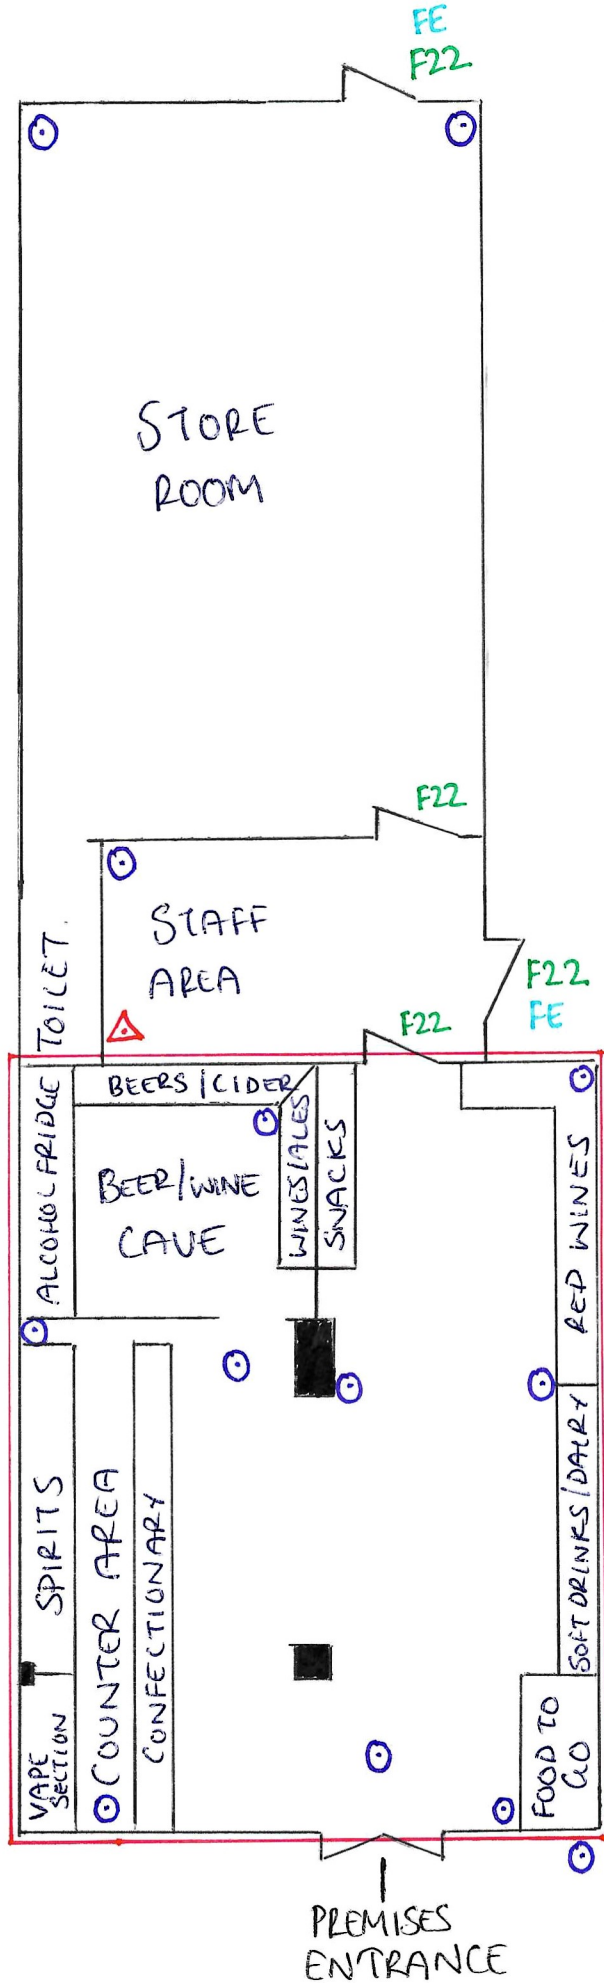 FE
F22
STORE
ROOM
F22
STAFF
AREA
TOILET.
F22
FE
F22
BEERS/CIDER
ALCOHOL FRIDGE
BEER/WINE
CAVE
WINES/ALES
SNACKS
RED WINES
SPIRITS
COUNTER AREA
CONFECTIONARY
SOFT DRINKS/DAIRY
VAPE
SECTION
FOOD TO
GO
PREMISES
ENTRANCE